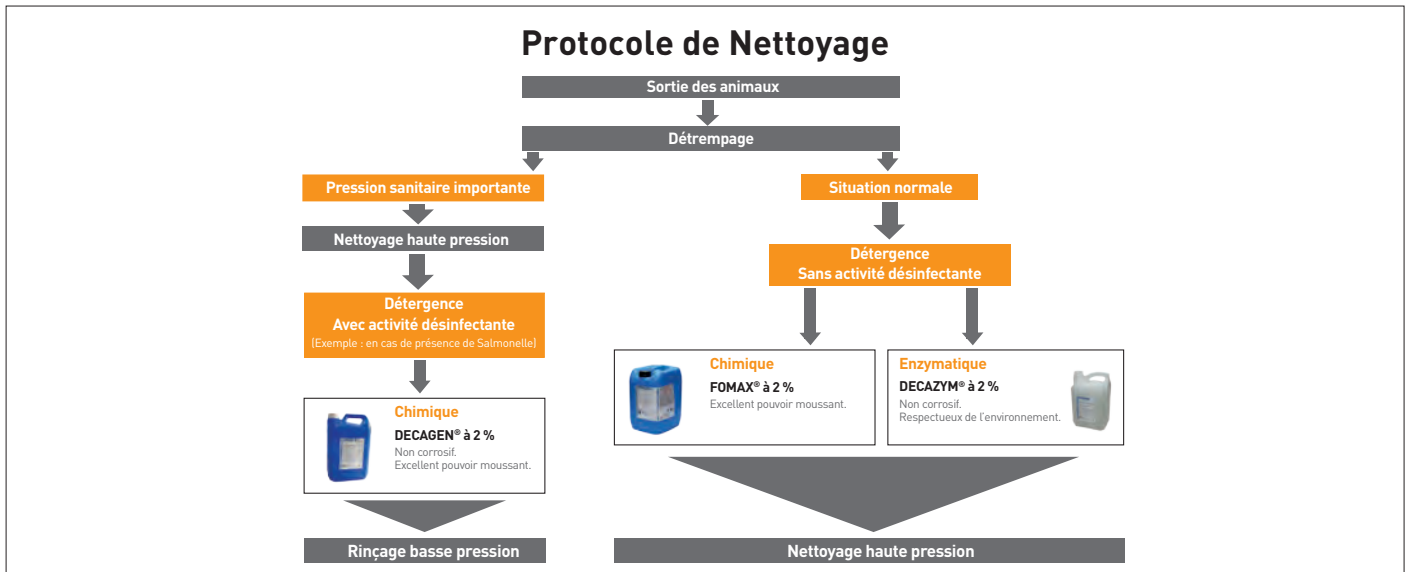 Protocole de Nettoyage
Sortie des animaux
Détrempage
Pression sanitaire importante
Nettoyage haute pression
Détergence
Avec activité désinfectante
(Exemple : en cas de présence de Salmonelle)
Chimique
DECAGEN® à 2 %
Non corrosif.
Excellent pouvoir moussant.
Rinçage basse pression
Situation normale
Détergence
Sans activité désinfectante
Chimique
FOMAX® à 2 %
Excellent pouvoir moussant.
Enzymatique
DECAZYM® à 2 %
Non corrosif.
Respectueux de l'environnement.
Nettoyage haute pression